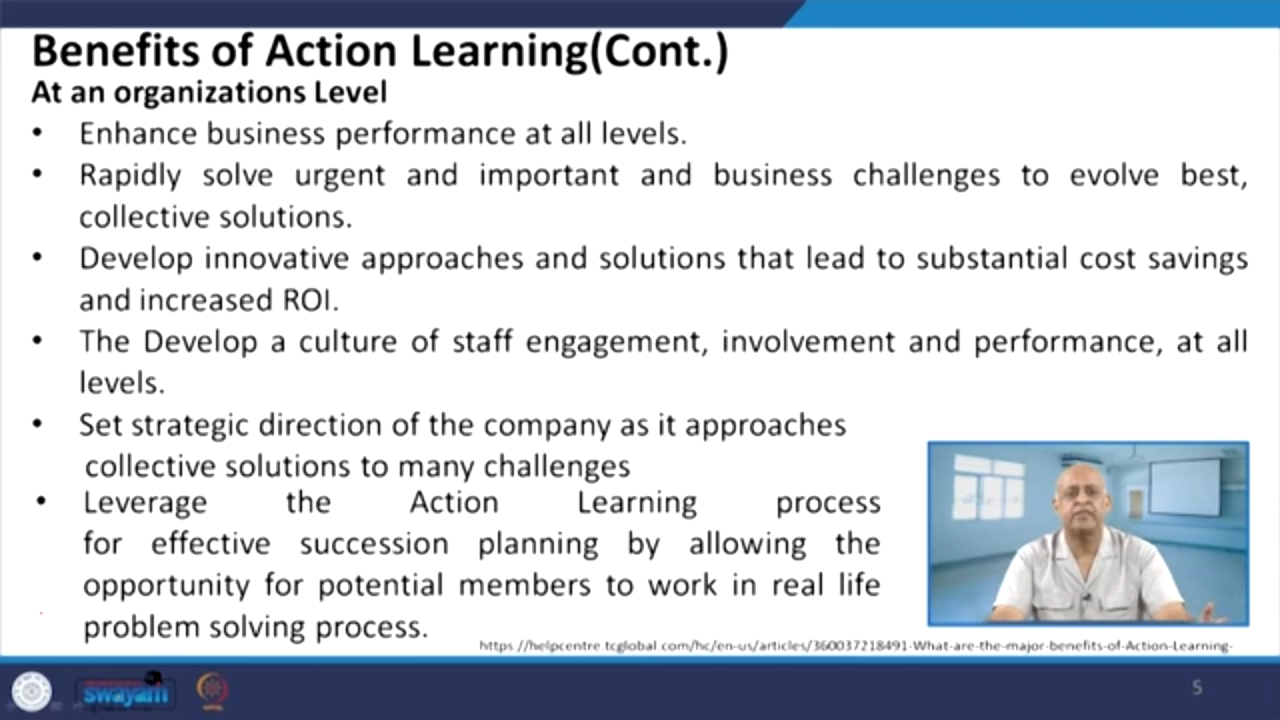 Benefits of Action Learning(Cont.)
At an organizations Level
• Enhance business performance at all levels.
• Rapidly solve urgent and important and business challenges to evolve best,
collective solutions.
• Develop innovative approaches and solutions that lead to substantial cost savings
and increased ROI.
• The Develop a culture of staff engagement, involvement and performance, at all
levels.
• Set strategic direction of the company as it approaches
collective solutions to many challenges
• Leverage the Action Learning process
for effective succession planning by allowing the
opportunity for potential members to work in real life
problem solving process.
https://helpcentre.tcglobal.com/hc/en-us/articles/360037218491-What-are-the-major-benefits-of-Action-Learning-
swayam
5